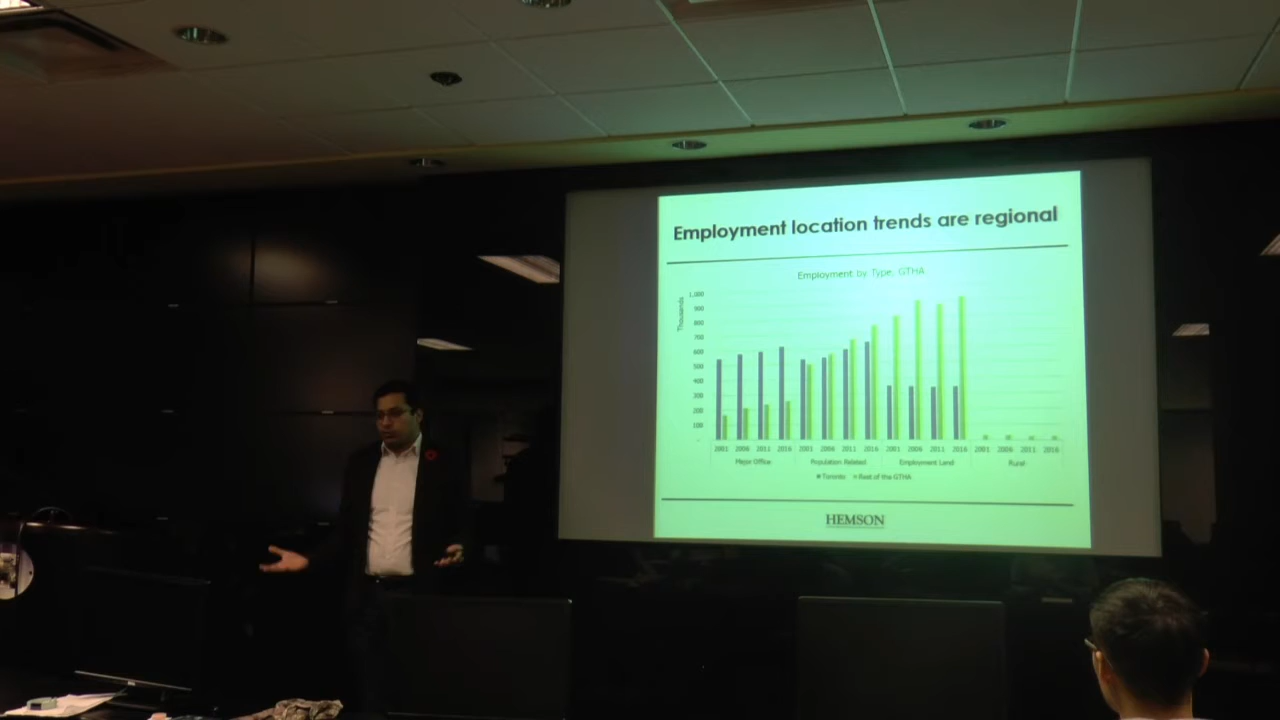 Employment location trends are regional
Employment by Type, GTHA
Thousands
1,000
900
800
700
600
500
400
300
200
100
-
2001 2006 2011 2016 2001 2006 2011 2016 2001 2006 2011 2016 2001 2006 2011 2016
Major Office Population Related Employment Land Rural
Toronto Rest of the GTHA
HEMSON